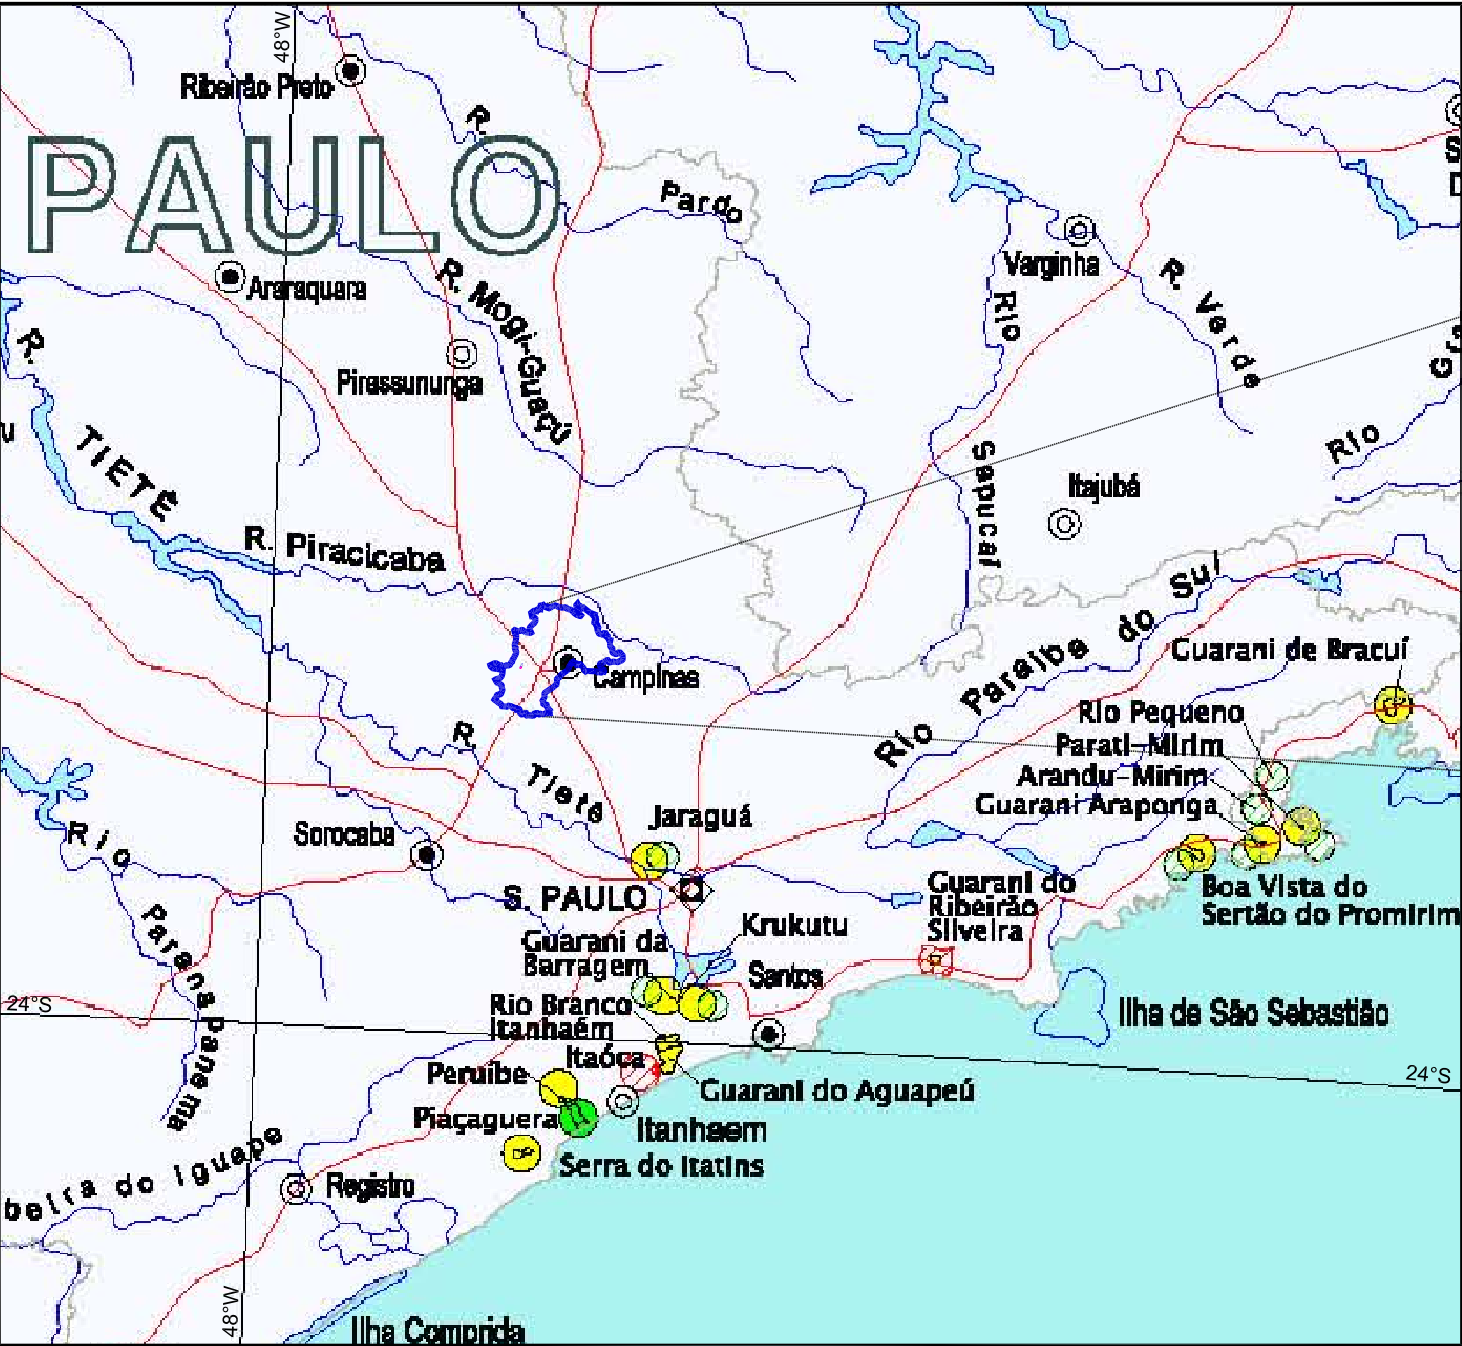 48°W
Ribeirão Preto
R.
Pardo
PAULO
Varginha
Araraquara
R. Mogi-Guaçú
Rio
R. Verde
R.
Pirassununga
TIETÊ
Rio
Sapucaí
Itajubá
R. Piracicaba
Rio Paraíba do Sul
Campinas
Guarani de Bracuí
Rio Pequeno
Parati-Mirim
Arandu-Mirim
Guarani Araponga
R. Tietê
Jaraguá
Sorocaba
Rio Paranapanema
S. PAULO
Guarani do
Ribeirão
Silveira
Boa Vista do
Sertão do Promirim
Krukutu
Guarani da
Barragem
Santos
24°S
Rio Branco
Itanhaém
Ilha de São Sebastião
Itaóca
Peruíbe
24°S
Guarani do Aguapeú
Piaçaguera
Itanhaem
Serra do Itatins
beira do Iguape
Registro
48°W
Ilha Comprida